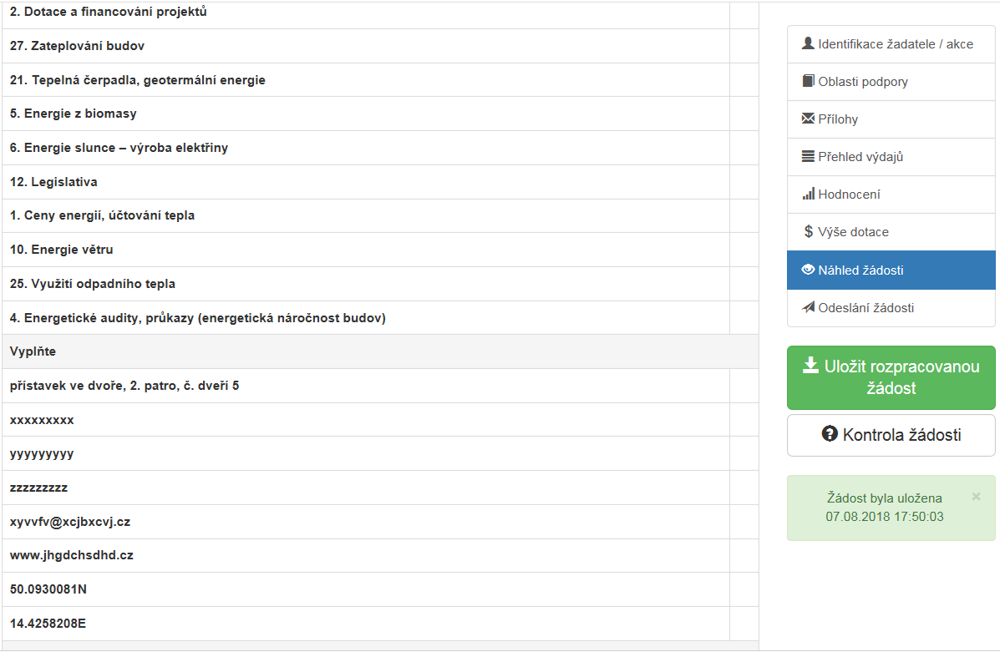 2. Dotace a financování projektů
27. Zateplování budov
21. Tepelná čerpadla, geotermální energie
5. Energie z biomasy
6. Energie slunce – výroba elektřiny
12. Legislativa
1. Ceny energií, účtování tepla
10. Energie větru
25. Využití odpadního tepla
4. Energetické audity, průkazy (energetická náročnost budov)
Vyplňte
přístavek ve dvoře, 2. patro, č. dveří 5
xxxxxxxxx
yyyyyyyyy
zzzzzzzzz
xyvvfv@xcjbxcvj.cz
www.jhgdchsdhd.cz
50.0930081N
14.4258208E
Identifikace žadatele / akce
Oblasti podpory
Přílohy
Přehled výdajů
Hodnocení
$ Výše dotace
Náhled žádosti
Odeslání žádosti
Uložit rozpracovanou
žádost
? Kontrola žádosti
Žádost byla uložena ×
07.08.2018 17:50:03